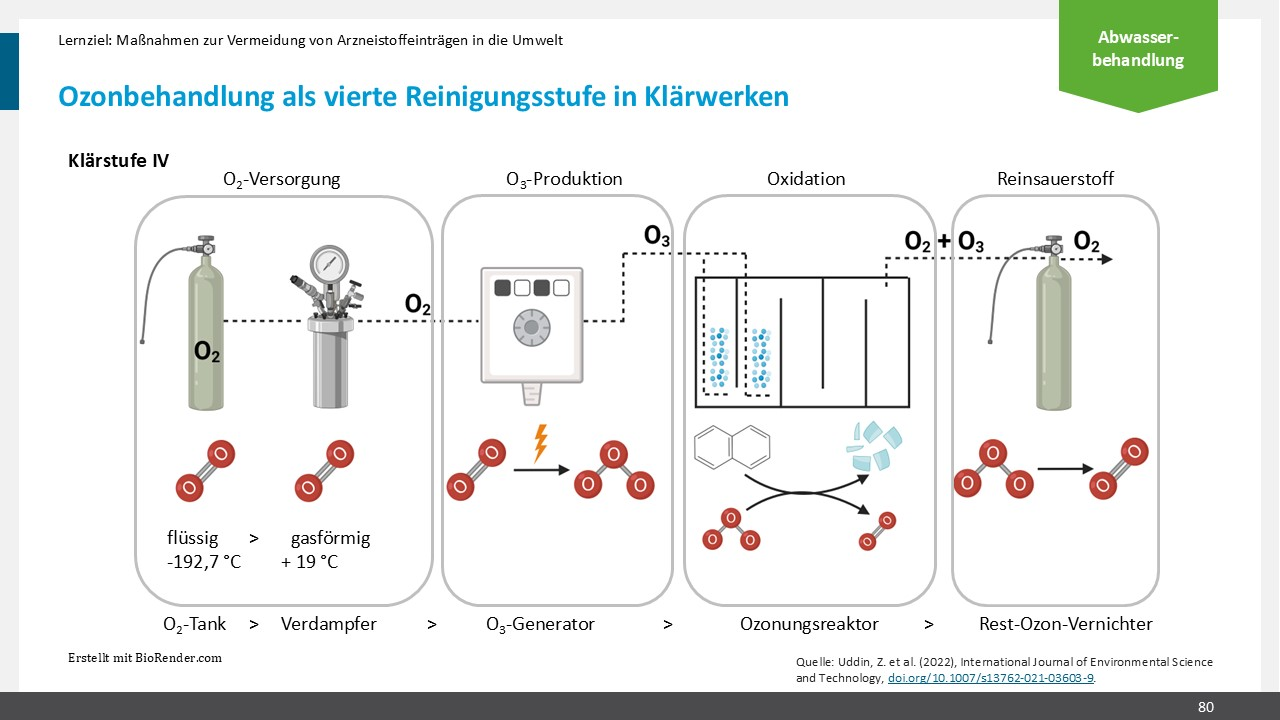 Lernziel: Maßnahmen zur Vermeidung von Arzneistoffeinträgen in die Umwelt
Abwasser-
behandlung
Ozonbehandlung als vierte Reinigungsstufe in Klärwerken
Klärstufe IV
O₂-Versorgung
O₃-Produktion
Oxidation
Reinsauerstoff
O₃
O₂ + O₃
O₂
O₂
O₂
O O
O O
O O
O O O
O O O
O O
O O O
O O
flüssig > gasförmig
-192,7 °C + 19 °C
O₂-Tank > Verdampfer > O₃-Generator > Ozonungsreaktor > Rest-Ozon-Vernichter
Erstellt mit BioRender.com
Quelle: Uddin, Z. et al. (2022), International Journal of Environmental Science
and Technology, doi.org/10.1007/s13762-021-03603-9.
80